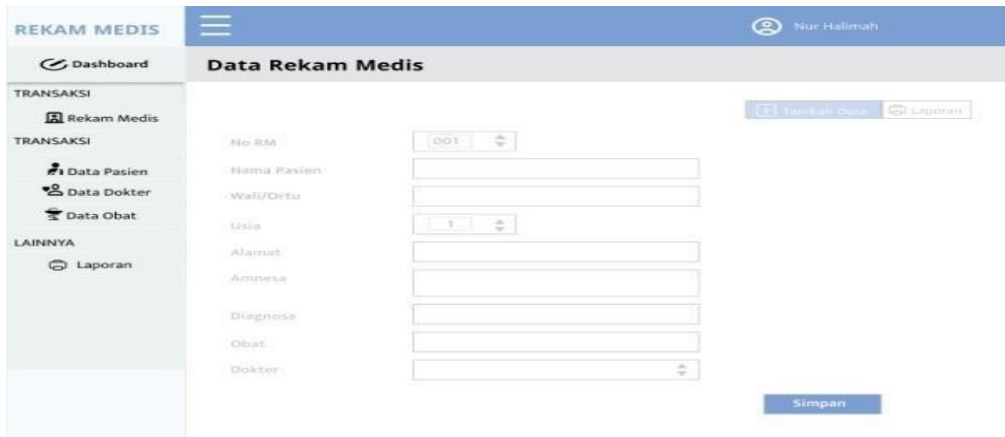 REKAM MEDIS
Nur Halimah
Dashboard
Data Rekam Medis
TRANSAKSI
Rekam Medis
TRANSAKSI
Data Pasien
Data Dokter
Data Obat
LAINNYA
Laporan
Tambah Data
Laporan
No RM
001
Nama Pasien
Wali/Ortu
Usia
1
Alamat
Amnesa
Diagnosa
Obat
Dokter
Simpan